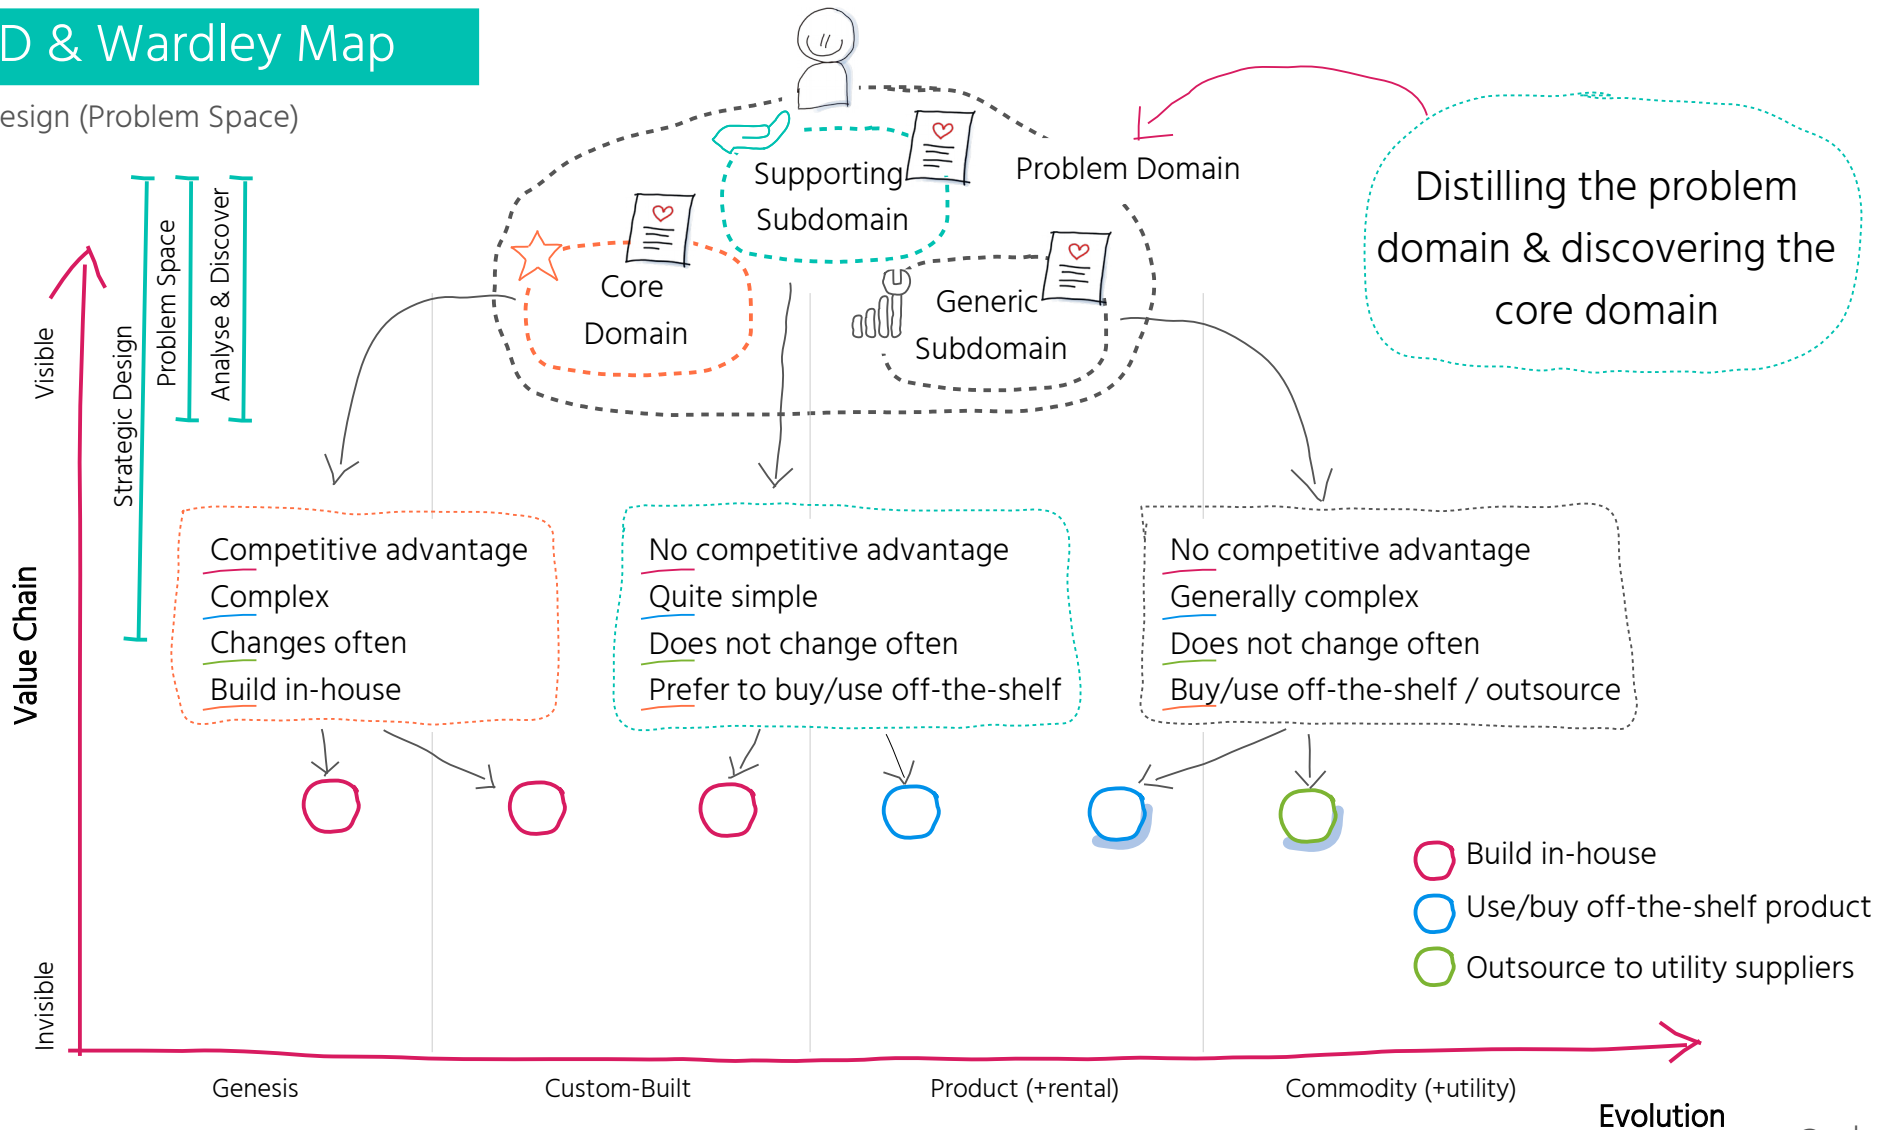 D & Wardley Map
esign (Problem Space)
Supporting
Subdomain
Problem Domain
Core
Domain
Generic
Subdomain
Distilling the problem
domain & discovering the
core domain
Visible
Value Chain
Invisible
Strategic Design
Problem Space
Analyse & Discover
Competitive advantage
Complex
Changes often
Build in-house
No competitive advantage
Quite simple
Does not change often
Prefer to buy/use off-the-shelf
No competitive advantage
Generally complex
Does not change often
Buy/use off-the-shelf / outsource
Build in-house
Use/buy off-the-shelf product
Outsource to utility suppliers
Genesis
Custom-Built
Product (+rental)
Commodity (+utility)
Evolution